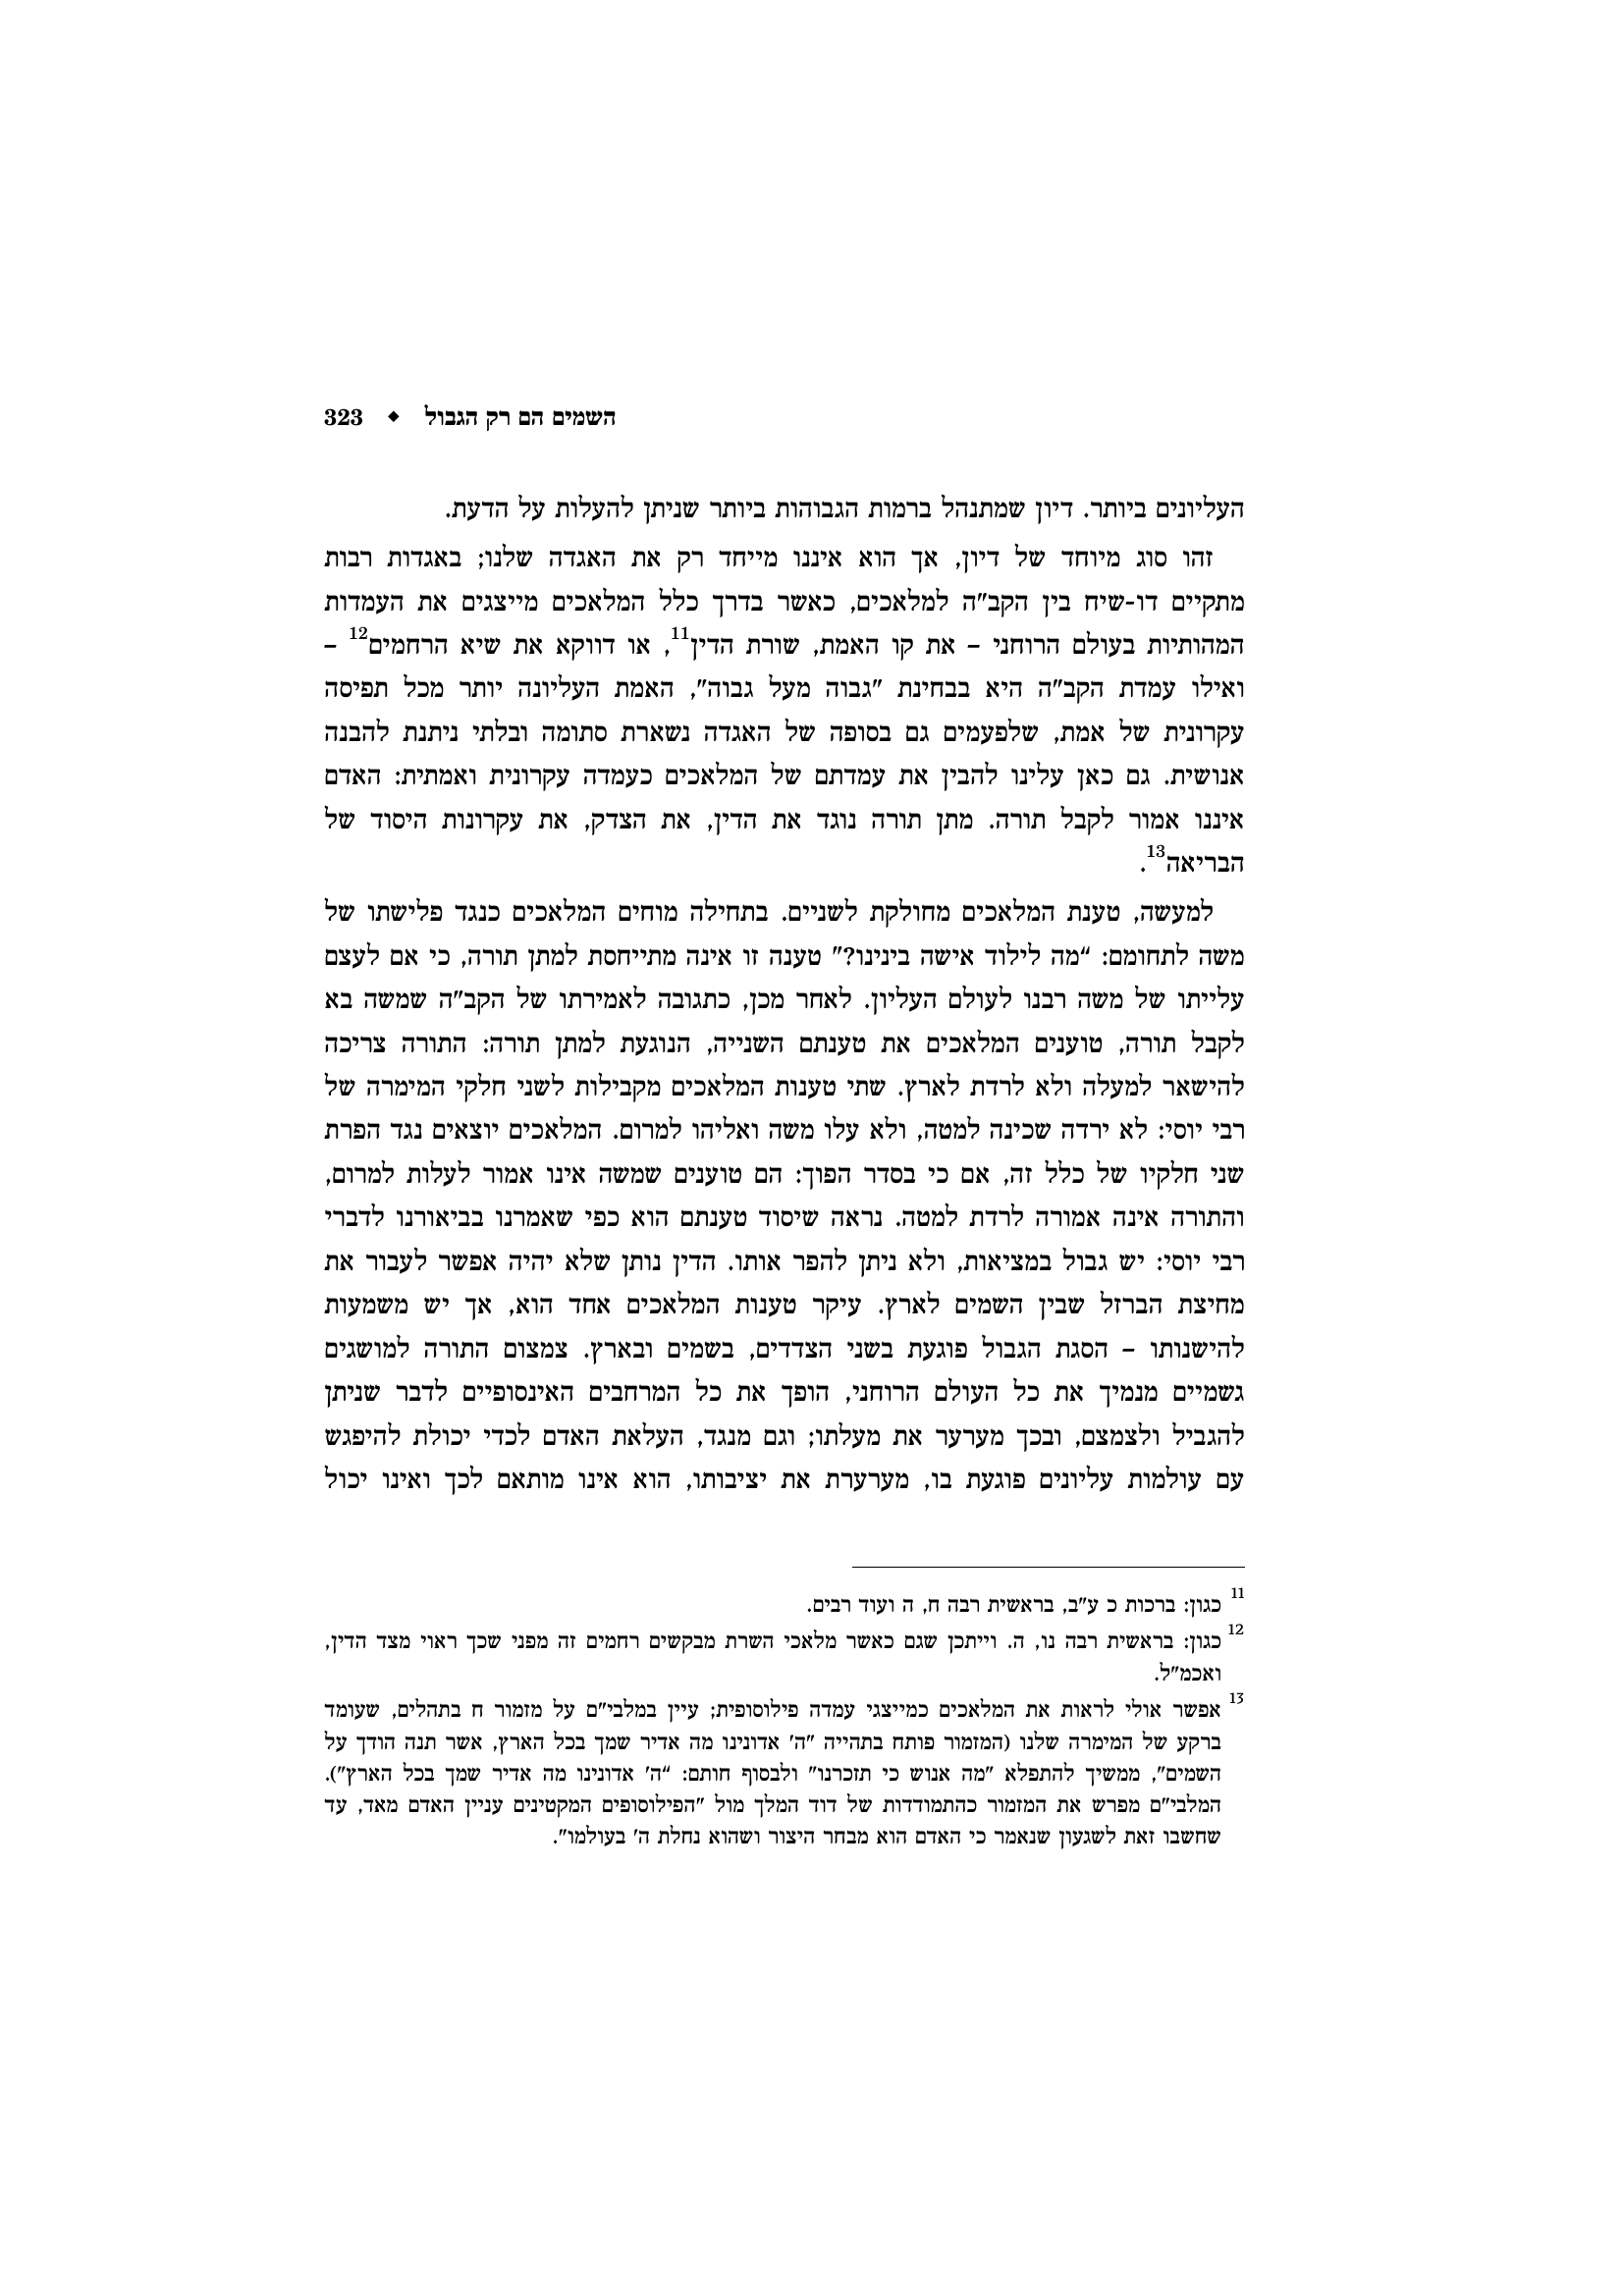 השמים הם רק הגבול ◆ 323
העליונים ביותר. דיון שמתנהל ברמות הגבוהות ביותר שניתן להעלות על הדעת.
זהו סוג מיוחד של דיון, אך הוא איננו מייחד רק את האגדה שלנו; באגדות רבות
מתקיים דו-שיח בין הקב"ה למלאכים, כאשר בדרך כלל המלאכים מייצגים את העמדות
המהותיות בעולם הרוחני – את קו האמת, שורת הדין11, או דווקא את שיא הרחמים12 –
ואילו עמדת הקב"ה היא בבחינת "גבוה מעל גבוה", האמת העליונה יותר מכל תפיסה
עקרונית של אמת, שלפעמים גם בסופה של האגדה נשארת סתומה ובלתי ניתנת להבנה
אנושית. גם כאן עלינו להבין את עמדתם של המלאכים כעמדה עקרונית ואמתית: האדם
איננו אמור לקבל תורה. מתן תורה נוגד את הדין, את הצדק, את עקרונות היסוד של
הבריאה13.
למעשה, טענת המלאכים מחולקת לשניים. בתחילה מוחים המלאכים כנגד פלישתו של
משה לתחומם: “מה לילוד אישה בינינו?" טענה זו אינה מתייחסת למתן תורה, כי אם לעצם
עלייתו של משה רבנו לעולם העליון. לאחר מכן, כתגובה לאמירתו של הקב"ה שמשה בא
לקבל תורה, טוענים המלאכים את טענתם השנייה, הנוגעת למתן תורה: התורה צריכה
להישאר למעלה ולא לרדת לארץ. שתי טענות המלאכים מקבילות לשני חלקי המימרה של
רבי יוסי: לא ירדה שכינה למטה, ולא עלו משה ואליהו למרום. המלאכים יוצאים נגד הפרת
שני חלקיו של כלל זה, אם כי בסדר הפוך: הם טוענים שמשה אינו אמור לעלות למרום,
והתורה אינה אמורה לרדת למטה. נראה שיסוד טענתם הוא כפי שאמרנו בביאורנו לדברי
רבי יוסי: יש גבול במציאות, ולא ניתן להפר אותו. הדין נותן שלא יהיה אפשר לעבור את
מחיצת הברזל שבין השמים לארץ. עיקר טענות המלאכים אחד הוא, אך יש משמעות
להישנותו – הסגת הגבול פוגעת בשני הצדדים, בשמים ובארץ. צמצום התורה למושגים
גשמיים מנמיך את כל העולם הרוחני, הופך את כל המרחבים האינסופיים לדבר שניתן
להגביל ולצמצם, ובכך מערער את מעלתו; וגם מנגד, העלאת האדם לכדי יכולת להיפגש
עם עולמות עליונים פוגעת בו, מערערת את יציבותו, הוא אינו מותאם לכך ואינו יכול
11 כגון: ברכות כ ע"ב, בראשית רבה ח, ה ועוד רבים.
12 כגון: בראשית רבה נו, ה. וייתכן שגם כאשר מלאכי השרת מבקשים רחמים זה מפני שכך ראוי מצד הדין,
ואכמ"ל.
13 אפשר אולי לראות את המלאכים כמייצגי עמדה פילוסופית; עיין במלבי"ם על מזמור ח בתהלים, שעומד
ברקע של המימרה שלנו (המזמור פותח בתהייה "ה' אדונינו מה אדיר שמך בכל הארץ, אשר תנה הודך על
השמים", ממשיך להתפלא "מה אנוש כי תזכרנו" ולבסוף חותם: “ה' אדונינו מה אדיר שמך בכל הארץ").
המלבי"ם מפרש את המזמור כהתמודדות של דוד המלך מול "הפילוסופים המקטינים עניין האדם מאד, עד
שחשבו זאת לשגעון שנאמר כי האדם הוא מבחר היצור ושהוא נחלת ה' בעולמו".